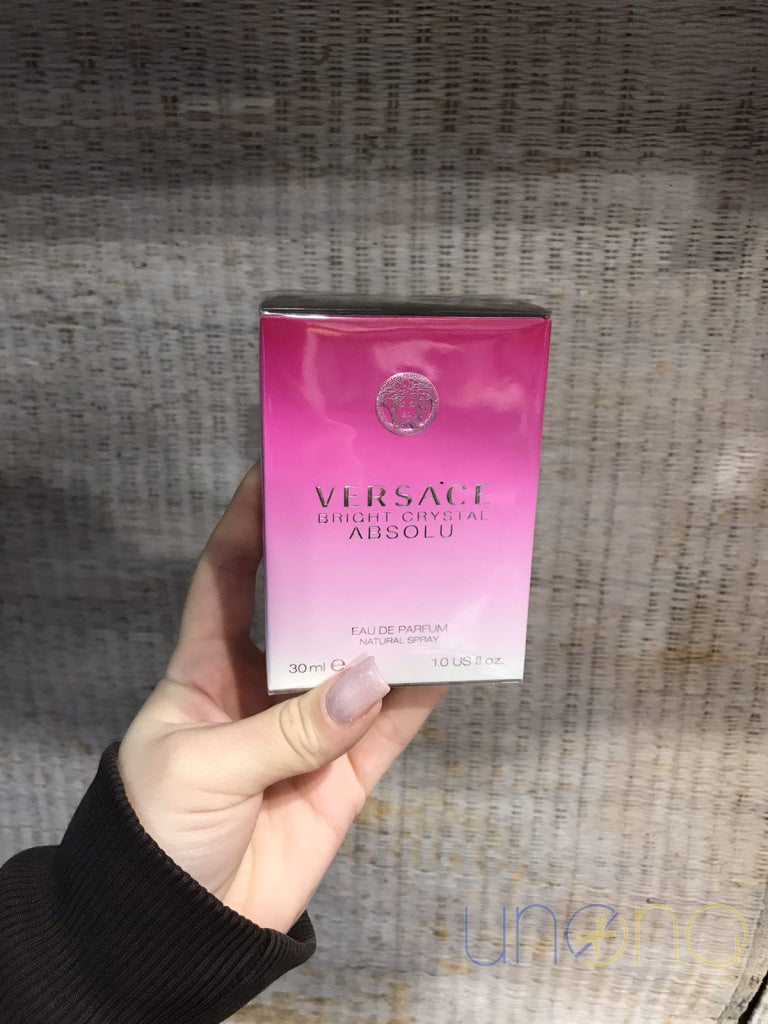 VERSACE
BRIGHT CRYSTAL
ABSOLU
EAU DE PARFUM
NATURAL SPRAY
30 ml ℮ 1.0 US fl.oz.
unona